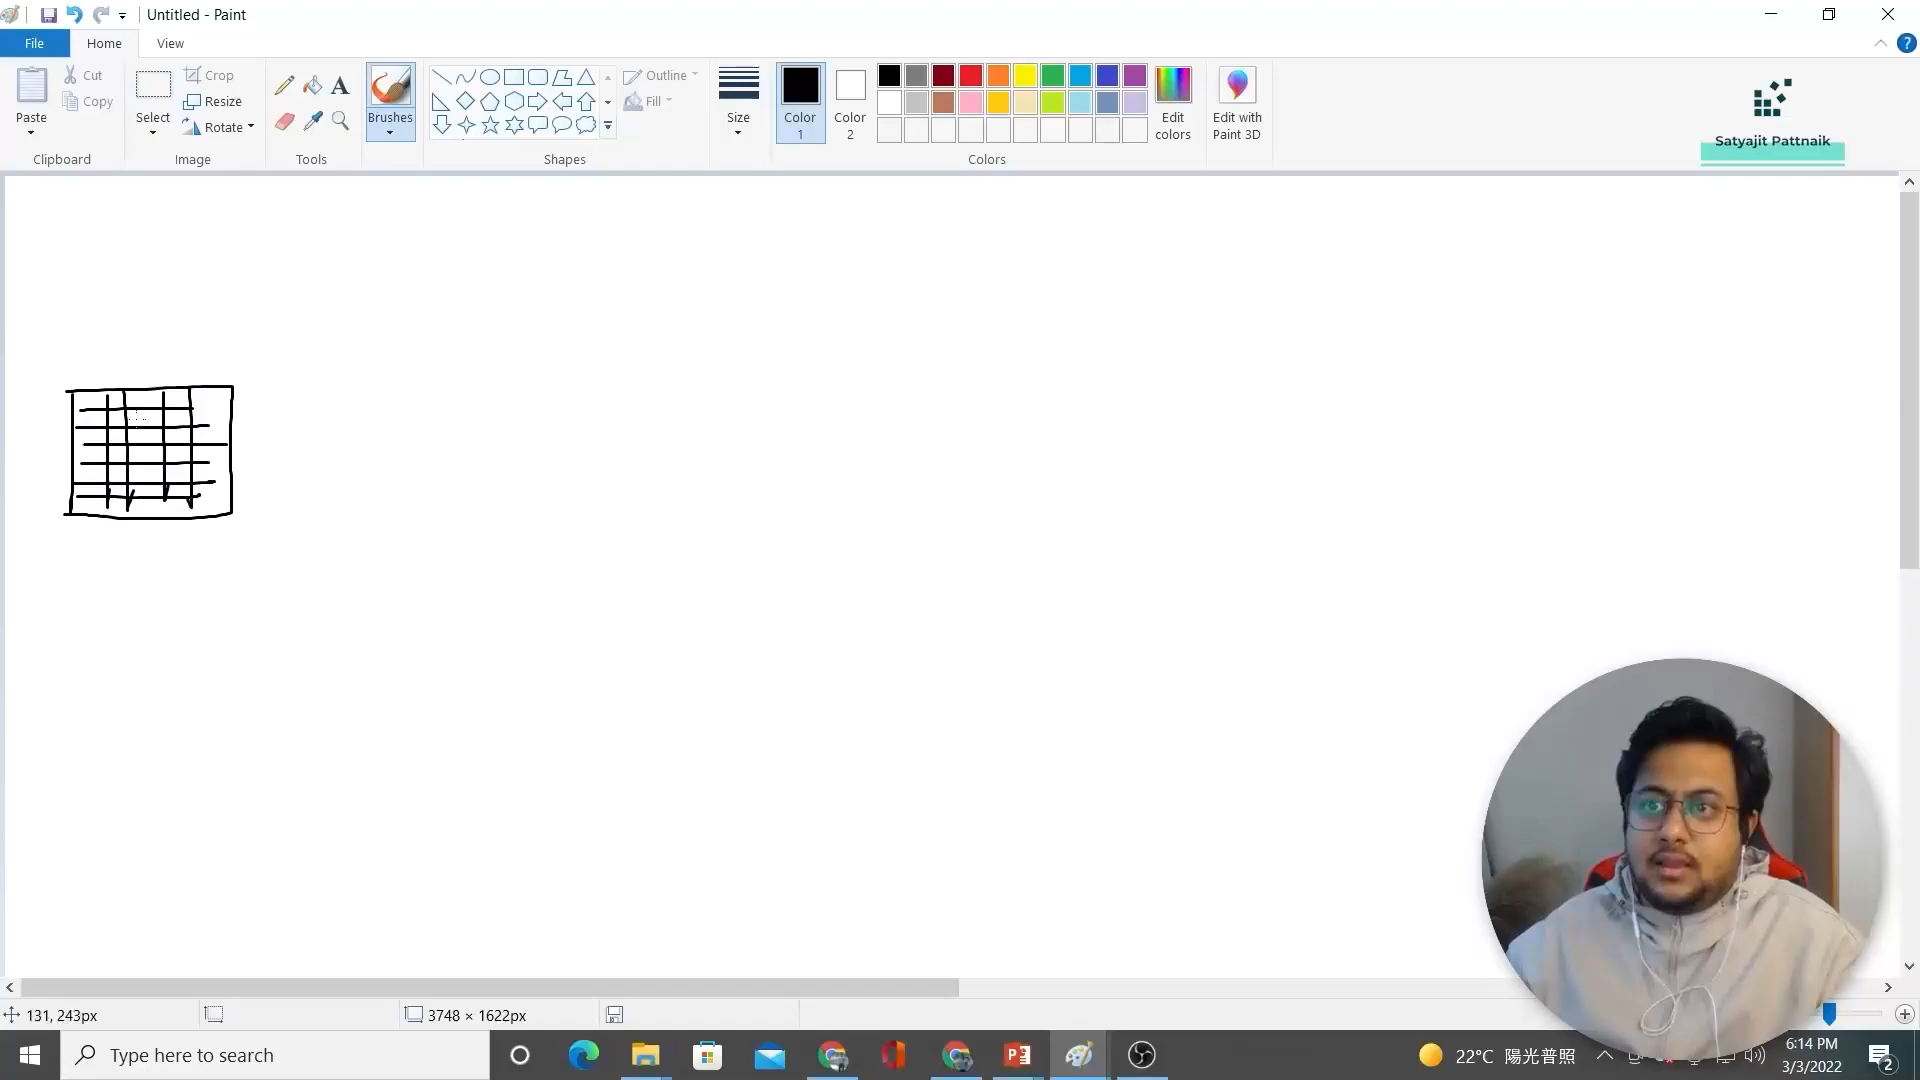 Untitled - Paint
File Home View
Paste
Cut
Copy
Clipboard
Select
Crop
Resize
Rotate
Image
Tools
Brushes
Shapes
Outline
Fill
Size
Color 1
Color 2
Colors
Edit colors
Edit with Paint 3D
Satyajit Pattnaik
131, 243px
3748 × 1622px
Type here to search
22°C 陽光普照
6:14 PM
3/3/2022
2